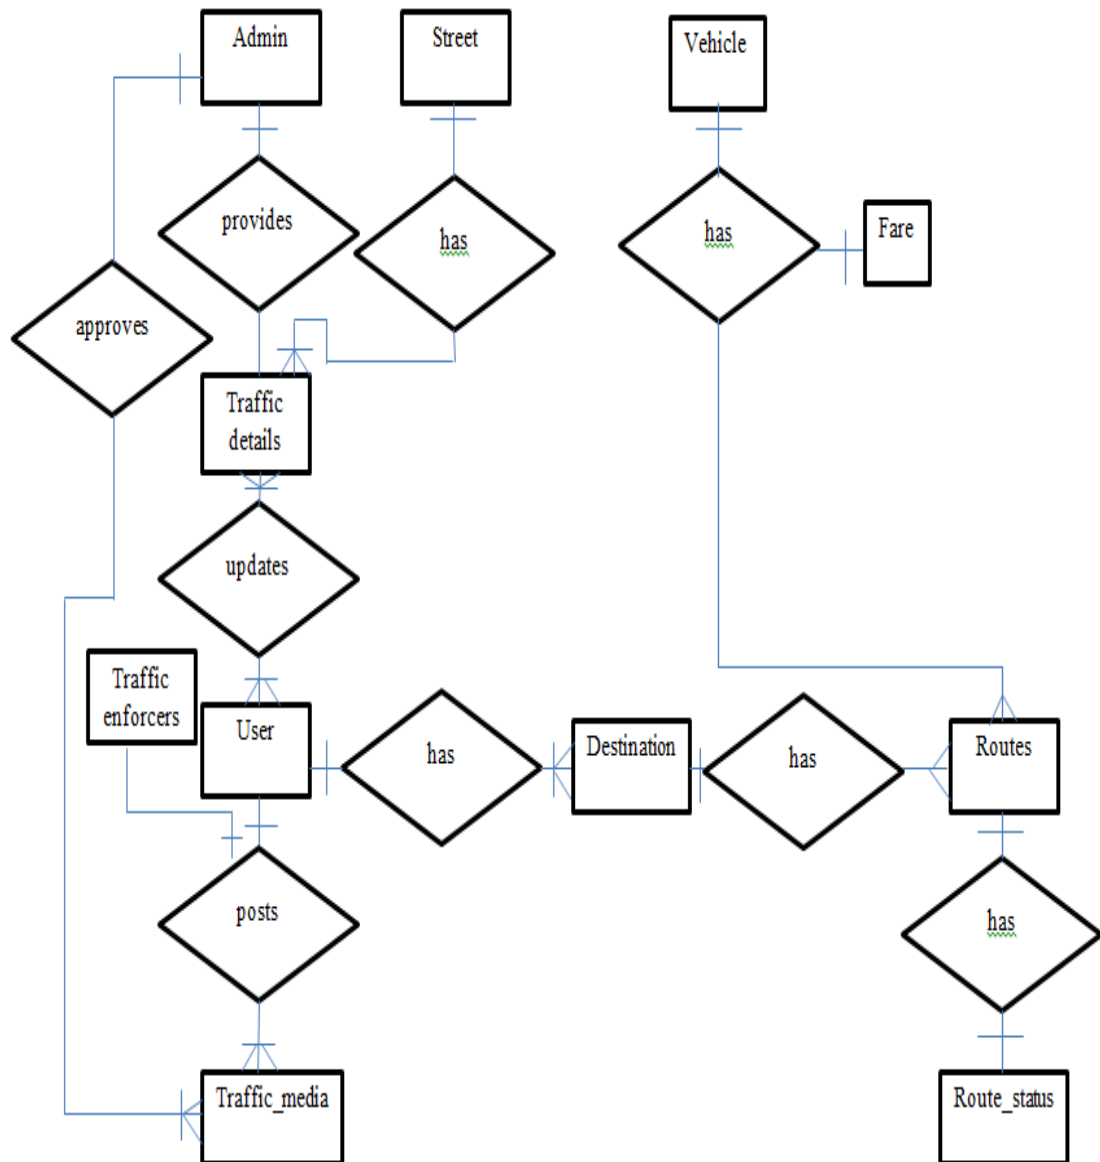 Admin
Street
Vehicle
provides
has
has
Fare
approves
Traffic
details
updates
Traffic
enforcers
User
has
Destination
has
Routes
posts
has
Traffic_media
Route_status